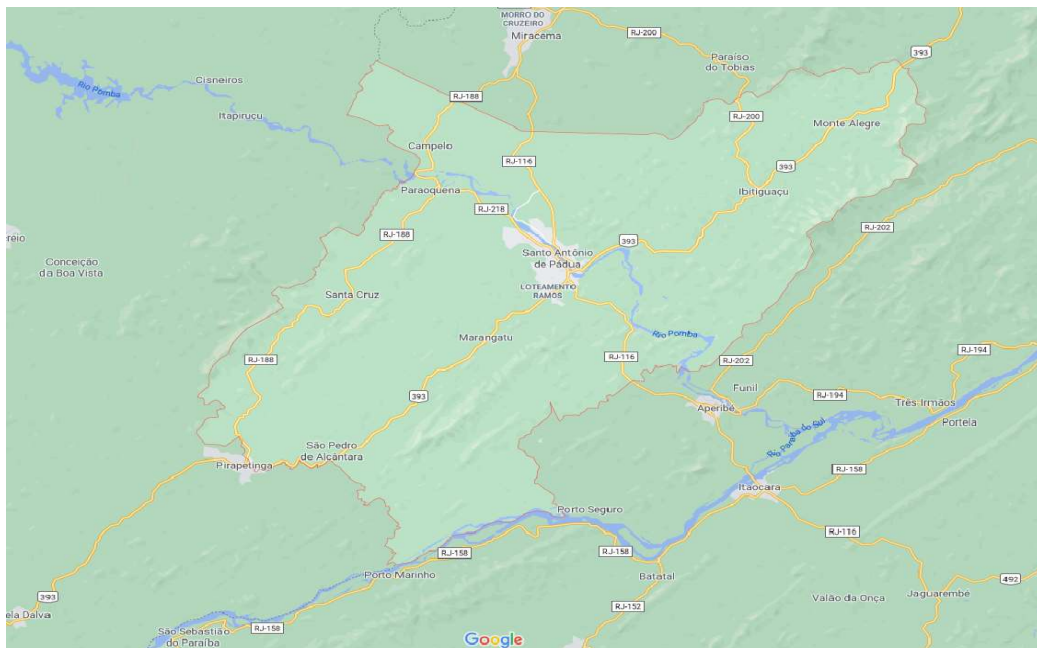 MORRO DO
CRUZEIRO
Miracema
RJ-200
393
Paraíso
do Tobias
Cisneiros
Rio Pomba
RJ-188
Itapiruçu
RJ-200
Monte Alegre
Campelo
RJ-116
393
Paraoquena
Ibitiguaçu
RJ-218
RJ-202
RJ-188
réio
393
Santo Antônio
de Pádua
Conceição
da Boa Vista
LOTEAMENTO
RAMOS
Santa Cruz
Rio Pomba
Marangatu
RJ-188
RJ-116
RJ-202
RJ-194
393
Funil
RJ-194
Aperibé
Três Irmãos
Portela
Rio Paraíba do Sul
São Pedro
de Alcântara
Pirapetinga
RJ-158
Itaocara
Porto Seguro
RJ-116
RJ-158
RJ-158
Porto Marinho
Batatal
492
393
Valão da Onça
Jaguarembé
ela Dalva
RJ-152
RJ-158
São Sebastião
do Paraíba
Google